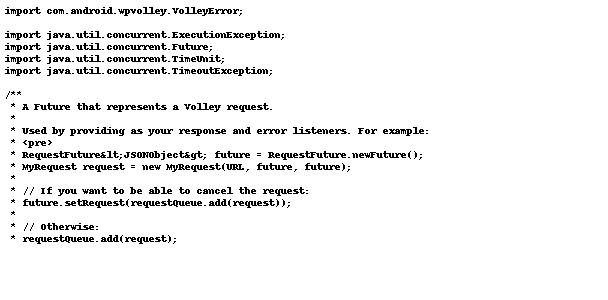 import com.android.wpvolley.VolleyError;

import java.util.concurrent.ExecutionException;
import java.util.concurrent.Future;
import java.util.concurrent.TimeUnit;
import java.util.concurrent.TimeoutException;

/**
 * A Future that represents a Volley request.
 *
 * Used by providing as your response and error listeners. For example:
 * <pre>
 * RequestFuture&lt;JSONObject&gt; future = RequestFuture.newFuture();
 * MyRequest request = new MyRequest(URL, future, future);
 *
 * // If you want to be able to cancel the request:
 * future.setRequest(requestQueue.add(request));
 *
 * // Otherwise:
 * requestQueue.add(request);